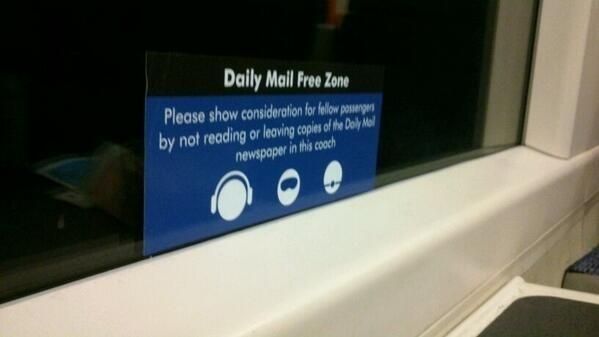 Daily Mail Free Zone
Please show consideration for fellow passengers
by not reading or leaving copies of the Daily Mail
newspaper in this coach